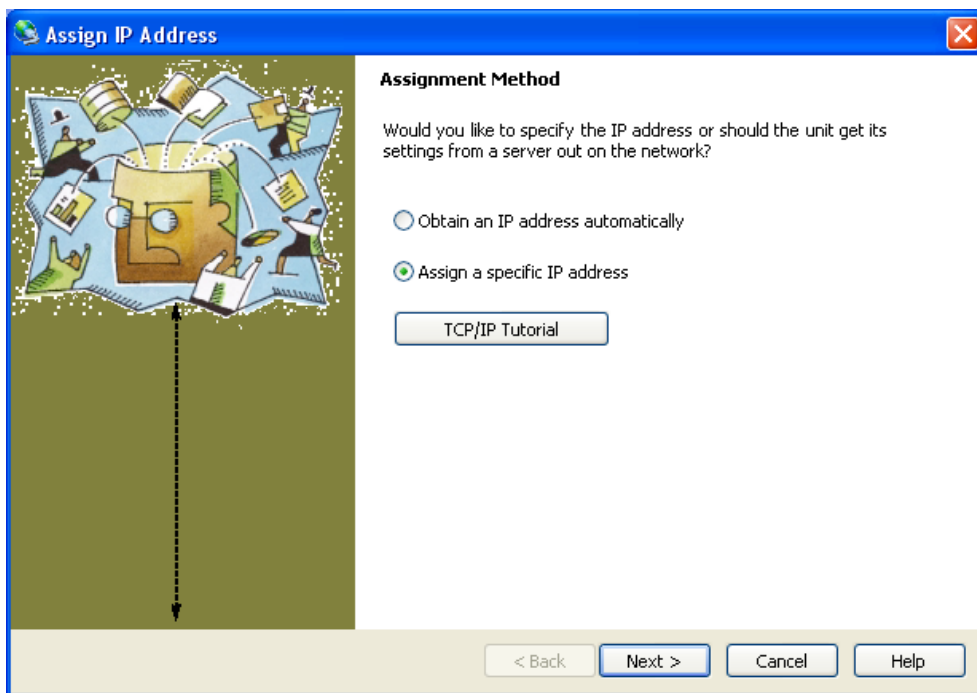 Assign IP Address
Assignment Method
Would you like to specify the IP address or should the unit get its
settings from a server out on the network?
Obtain an IP address automatically
Assign a specific IP address
TCP/IP Tutorial
< Back
Next >
Cancel
Help